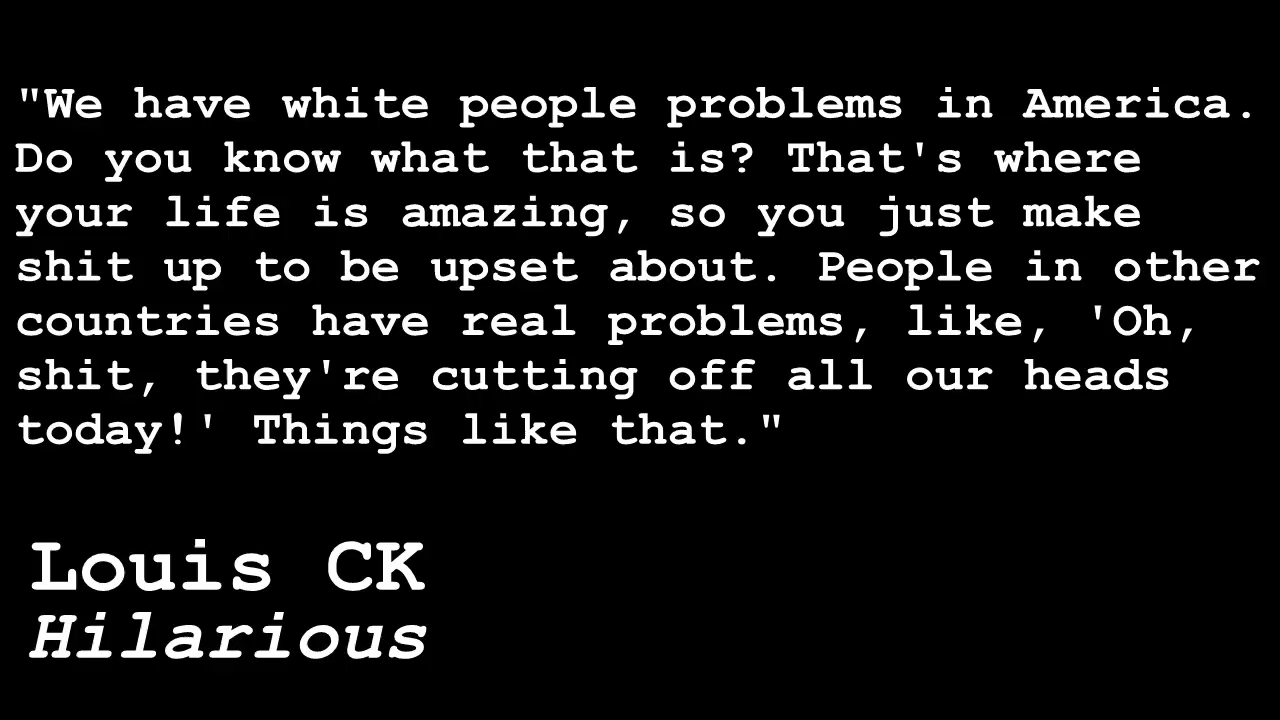 "We have white people problems in America.
Do you know what that is? That's where
your life is amazing, so you just make
shit up to be upset about. People in other
countries have real problems, like, 'Oh,
shit, they're cutting off all our heads
today!' Things like that."
Louis CK
Hilarious